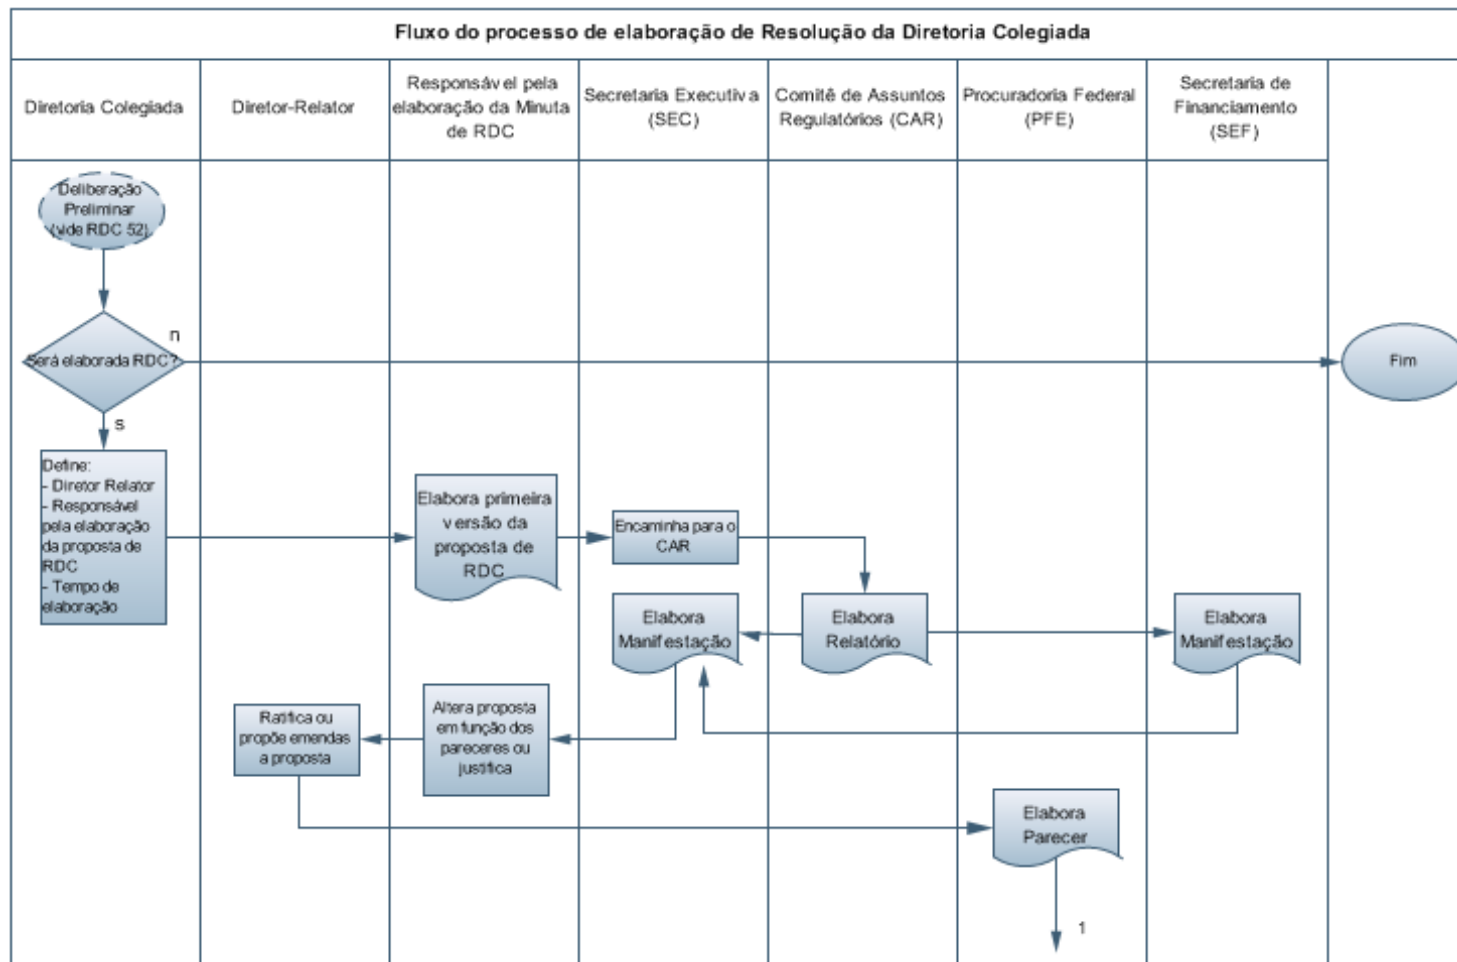 Fluxo do processo de elaboração de Resolução da Diretoria Colegiada
Diretoria Colegiada
Diretor-Relator
Responsável pela
elaboração da Minuta
de RDC
Secretaria Executiva
(SEC)
Comitê de Assuntos
Regulatórios (CAR)
Procuradoria Federal
(PFE)
Secretaria de
Financiamento
(SEF)
Deliberação
Preliminar
(vide RDC 52)
n
Será elaborada RDC?
Fim
s
Define:
- Diretor Relator
- Responsável
pela elaboração
da proposta de
RDC
- Tempo de
elaboração
Elabora primeira
versão da
proposta de
RDC
Encaminha para o
CAR
Elabora
Manifestação
Elabora
Relatório
Elabora
Manifestação
Ratifica ou
propõe emendas
a proposta
Altera proposta
em função dos
pareceres ou
justifica
Elabora
Parecer
1